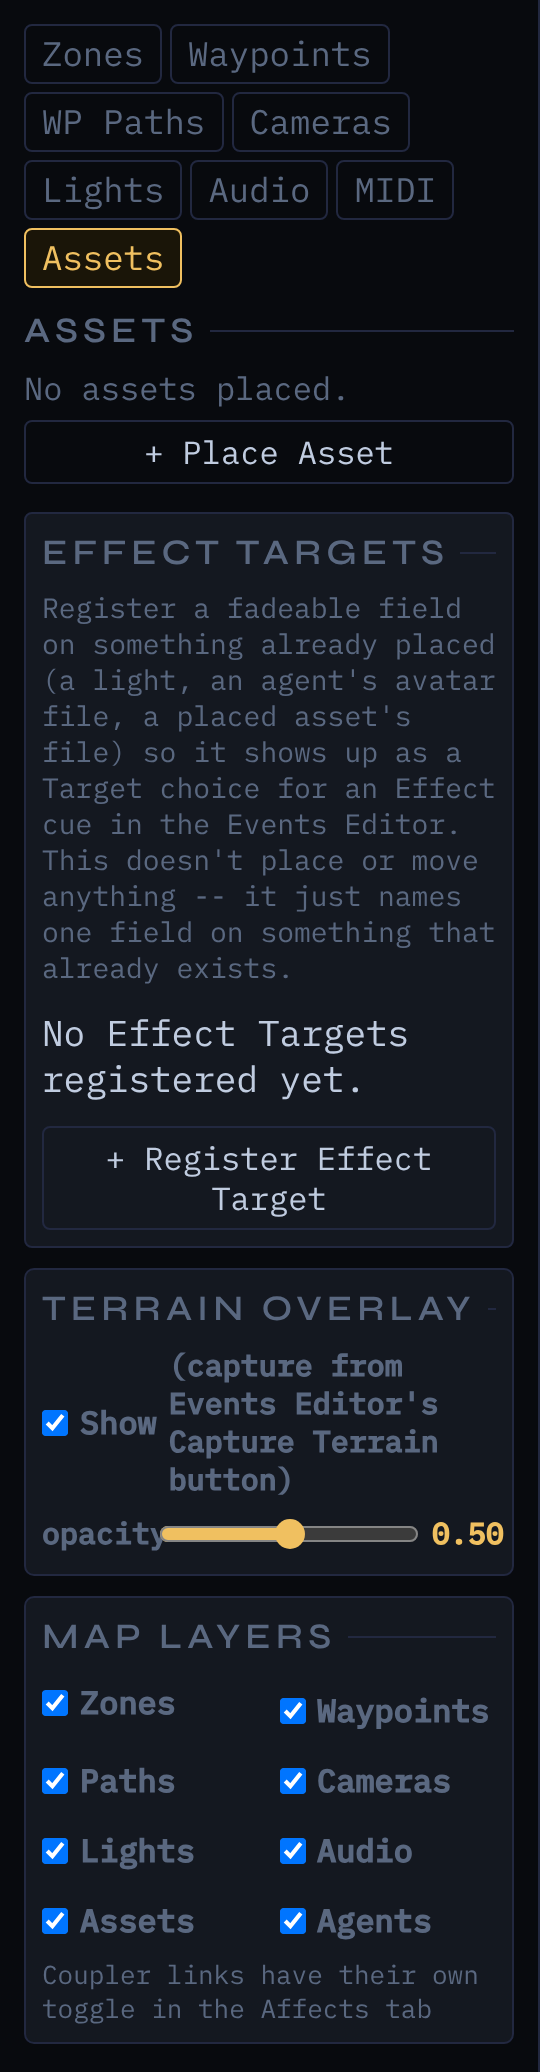 Zones Waypoints
WP Paths Cameras
Lights Audio MIDI
Assets
ASSETS
No assets placed.
+ Place Asset
EFFECT TARGETS
Register a fadeable field
on something already placed
(a light, an agent's avatar
file, a placed asset's
file) so it shows up as a
Target choice for an Effect
cue in the Events Editor.
This doesn't place or move
anything -- it just names
one field on something that
already exists.
No Effect Targets
registered yet.
+ Register Effect
Target
TERRAIN OVERLAY
Show
(capture from
Events Editor's
Capture Terrain
button)
opacity 0.50
MAP LAYERS
Zones Waypoints
Paths Cameras
Lights Audio
Assets Agents
Coupler links have their own
toggle in the Affects tab